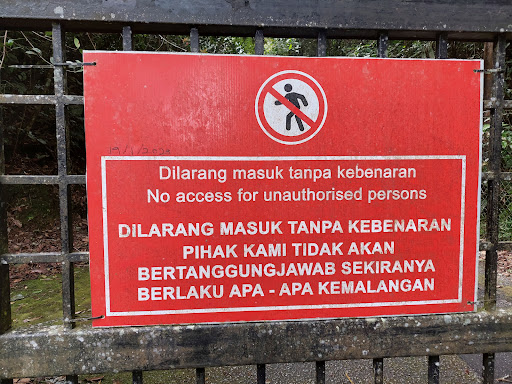 Dilarang masuk tanpa kebenaran
No access for unauthorised persons
DILARANG MASUK TANPA KEBENARAN
PIHAK KAMI TIDAK AKAN
BERTANGGUNGJAWAB SEKIRANYA
BERLAKU APA - APA KEMALANGAN